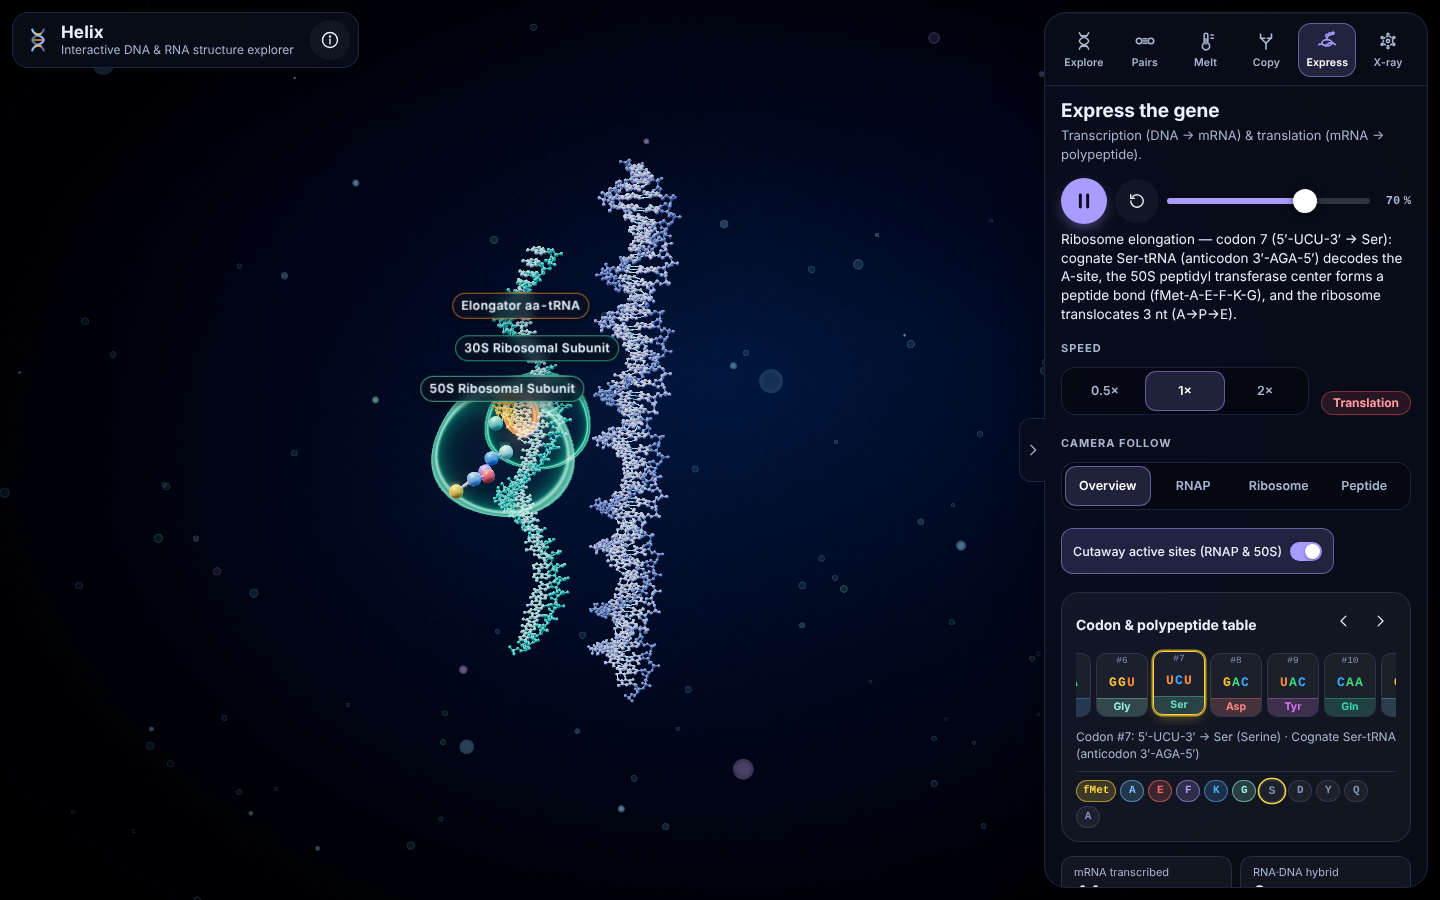 Helix
Interactive DNA & RNA structure explorer
Explore
Pairs
Melt
Copy
Express
X-ray
Express the gene
Transcription (DNA → mRNA) & translation (mRNA →
polypeptide).
70 %
Ribosome elongation — codon 7 (5′-UCU-3′ → Ser):
cognate Ser-tRNA (anticodon 3′-AGA-5′) decodes the
A-site, the 50S peptidyl transferase center forms a
peptide bond (fMet-A-E-F-K-G), and the ribosome
translocates 3 nt (A→P→E).
SPEED
0.5×
1×
2×
Translation
CAMERA FOLLOW
Overview
RNAP
Ribosome
Peptide
Cutaway active sites (RNAP & 50S)
Codon & polypeptide table
#6
GGU
Gly
#7
UCU
Ser
#8
GAC
Asp
#9
UAC
Tyr
#10
CAA
Gln
Codon #7: 5′-UCU-3′ → Ser (Serine) · Cognate Ser-tRNA
(anticodon 3′-AGA-5′)
fMet A E F K G S D Y Q
A
mRNA transcribed
RNA·DNA hybrid
Elongator aa-tRNA
30S Ribosomal Subunit
50S Ribosomal Subunit